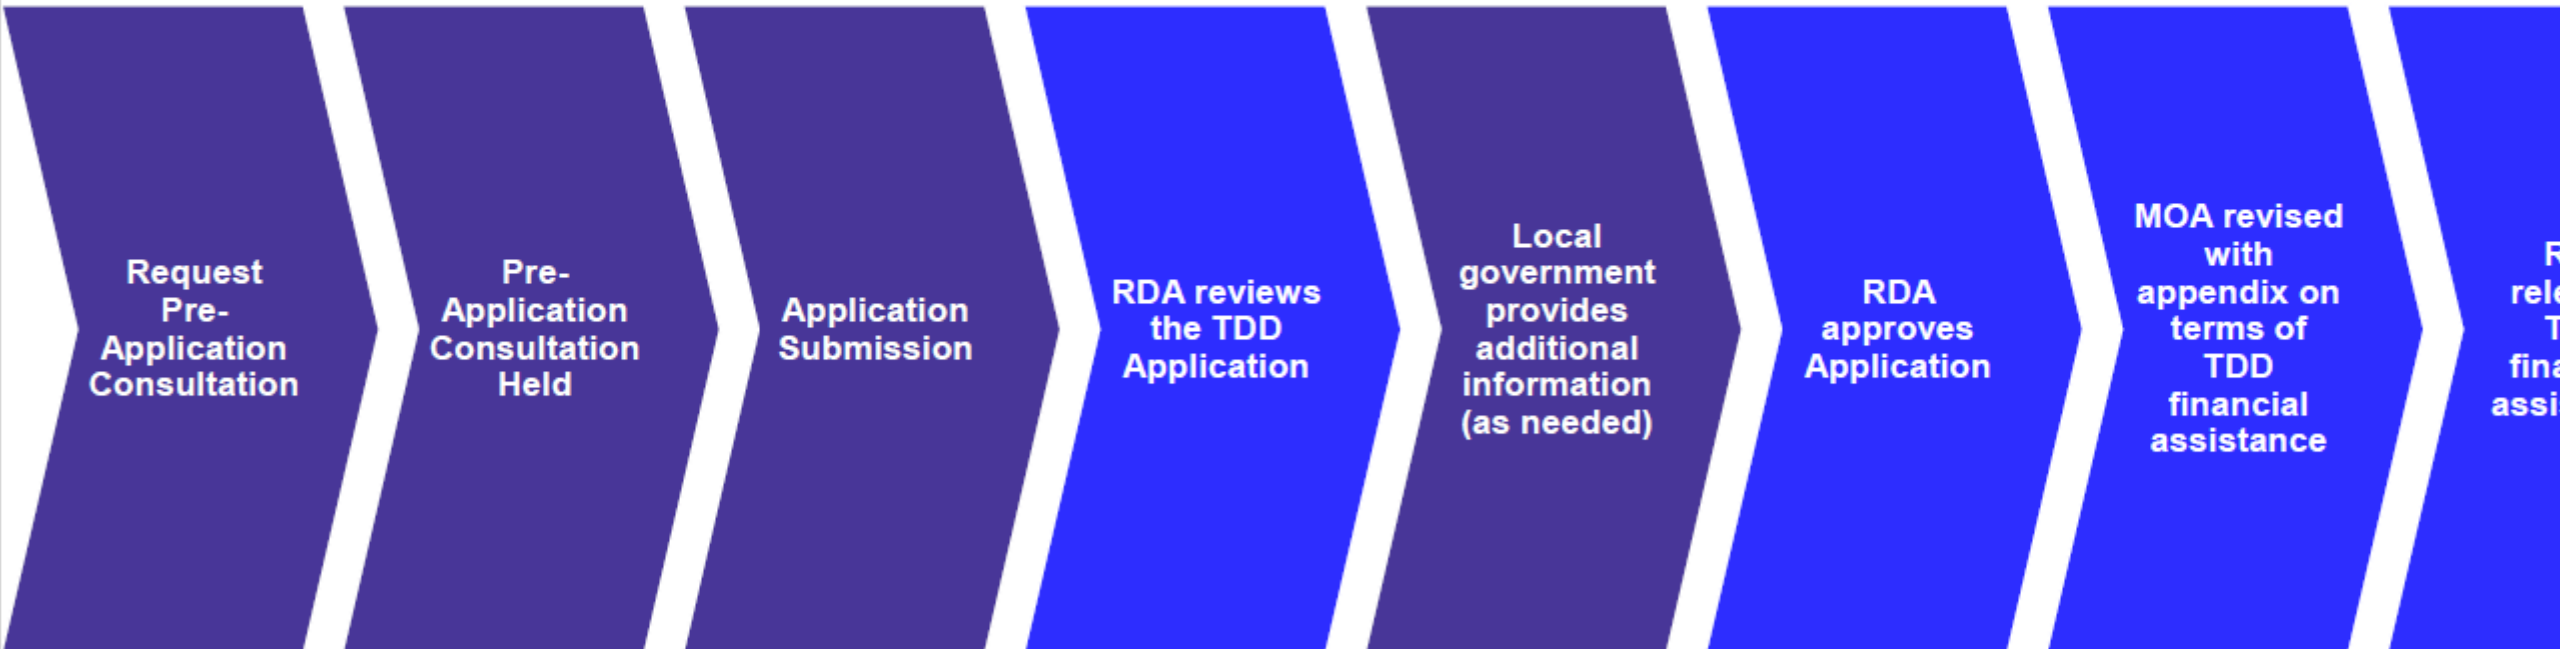 Request
Pre-
Application
Consultation
Pre-
Application
Consultation
Held
Application
Submission
RDA reviews
the TDD
Application
Local
government
provides
additional
information
(as needed)
RDA
approves
Application
MOA revised
with
appendix on
terms of
TDD
financial
assistance